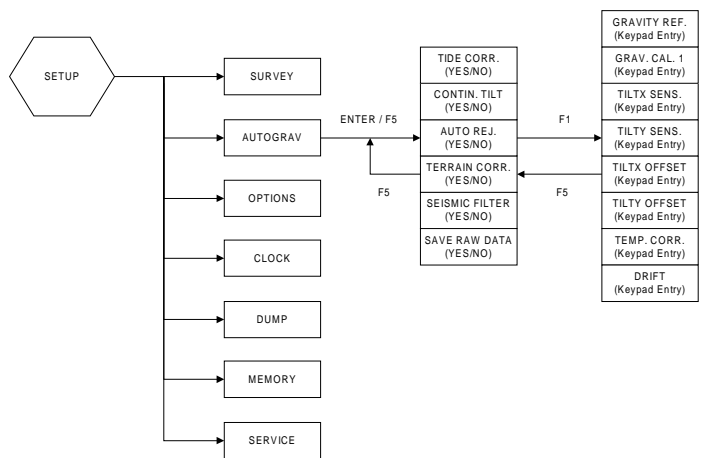 SETUP
SURVEY
AUTOGRAV
OPTIONS
CLOCK
DUMP
MEMORY
SERVICE
ENTER / F5
F5
TIDE CORR.
(YES/NO)
CONTIN. TILT
(YES/NO)
AUTO REJ.
(YES/NO)
TERRAIN CORR.
(YES/NO)
SEISMIC FILTER
(YES/NO)
SAVE RAW DATA
(YES/NO)
F1
F5
GRAVITY REF.
(Keypad Entry)
GRAV. CAL. 1
(Keypad Entry)
TILTX SENS.
(Keypad Entry)
TILTY SENS.
(Keypad Entry)
TILTX OFFSET
(Keypad Entry)
TILTY OFFSET
(Keypad Entry)
TEMP. CORR.
(Keypad Entry)
DRIFT
(Keypad Entry)